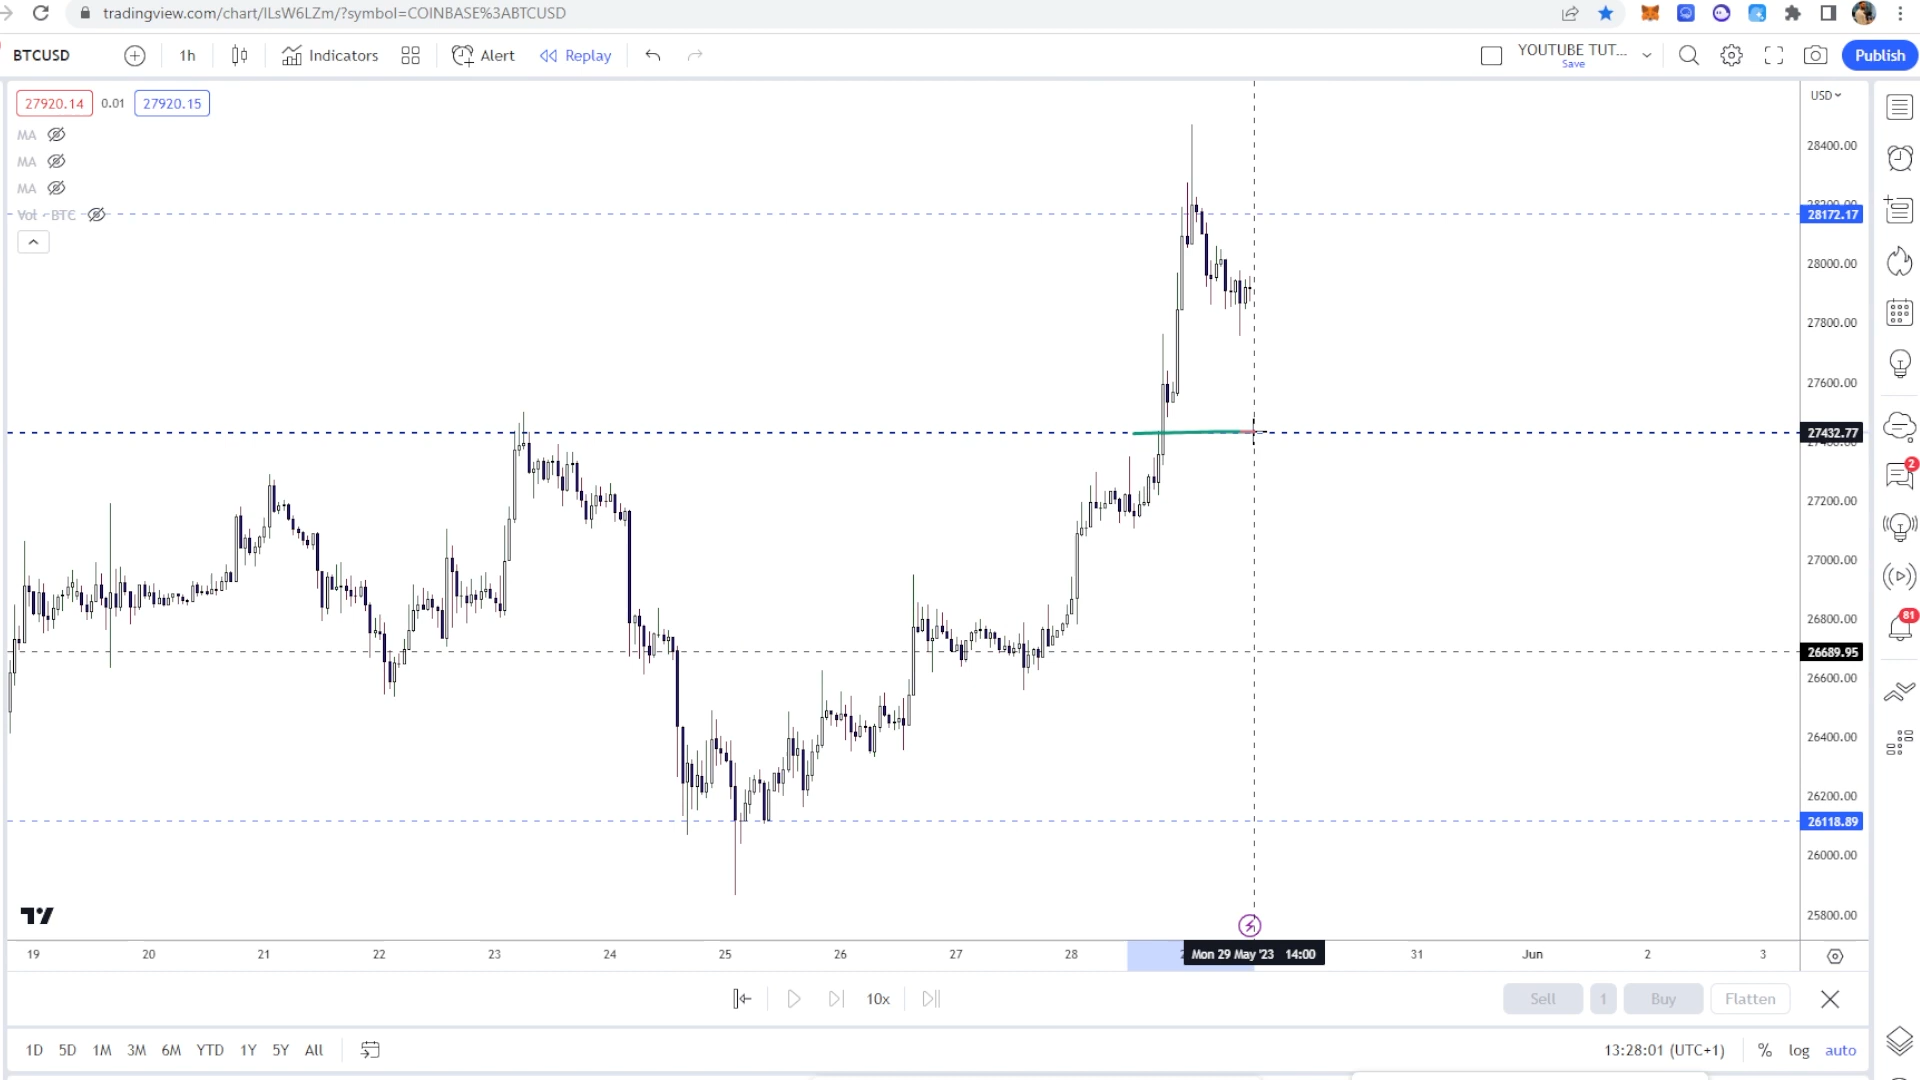 tradingview.com/chart/ILsW6LZm/?symbol=COINBASE%3ABTCUSD
BTCUSD
1h
Indicators
Alert
Replay
YOUTUBE TUT...
Save
Publish
27920.14
0.01
27920.15
USD
MA
MA
MA
Vol · BTC
28400.00
28172.17
28000.00
27800.00
27600.00
27432.77
27200.00
27000.00
26800.00
26689.95
26600.00
26400.00
26200.00
26118.89
26000.00
25800.00
2
81
19
20
21
22
23
24
25
26
27
28
Mon 29 May '23 14:00
31
Jun
2
3
10x
Sell
1
Buy
Flatten
1D
5D
1M
3M
6M
YTD
1Y
5Y
All
13:28:01 (UTC+1)
%
log
auto